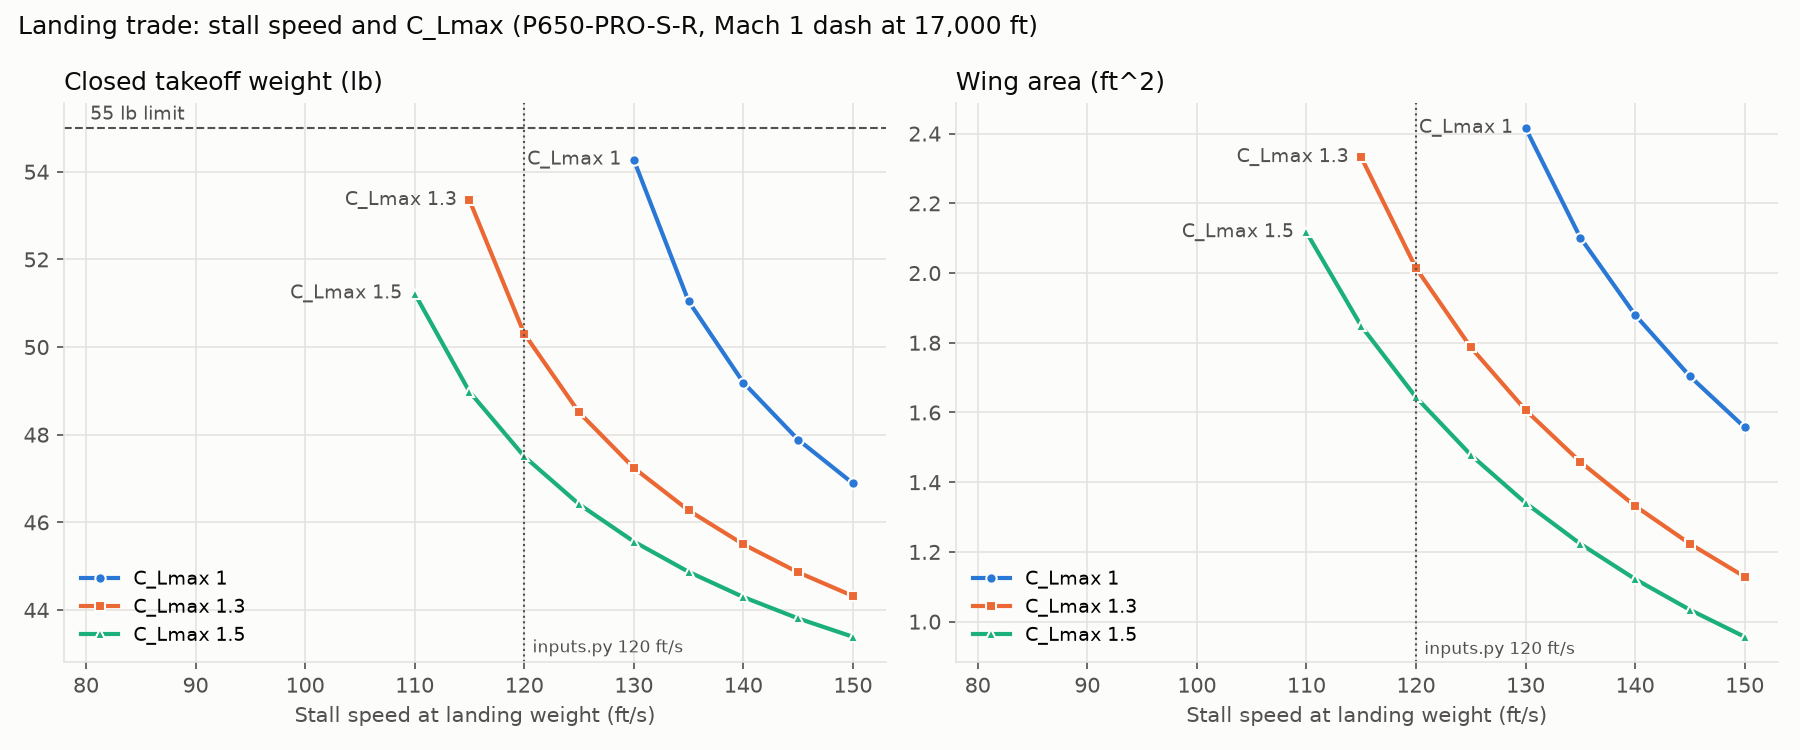 Landing trade: stall speed and C_Lmax (P650-PRO-S-R, Mach 1 dash at 17,000 ft)
Closed takeoff weight (lb)
55 lb limit
C_Lmax 1
C_Lmax 1.3
C_Lmax 1.5
54
52
50
48
46
44
C_Lmax 1
C_Lmax 1.3
C_Lmax 1.5
inputs.py 120 ft/s
80 90 100 110 120 130 140 150
Stall speed at landing weight (ft/s)
Wing area (ft^2)
C_Lmax 1
C_Lmax 1.3
C_Lmax 1.5
2.4
2.2
2.0
1.8
1.6
1.4
1.2
1.0
C_Lmax 1
C_Lmax 1.3
C_Lmax 1.5
inputs.py 120 ft/s
80 90 100 110 120 130 140 150
Stall speed at landing weight (ft/s)